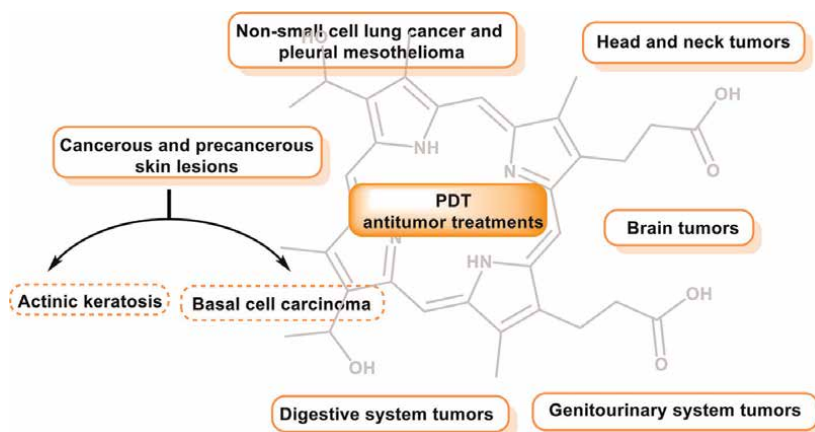 Non-small cell lung cancer and
pleural mesothelioma
HO
Head and neck tumors
OH
O
Cancerous and precancerous
skin lesions
NH
N
PDT
antitumor treatments
Brain tumors
N
HN
Actinic keratosis
Basal cell carcinoma
OH
O
OH
Digestive system tumors
Genitourinary system tumors